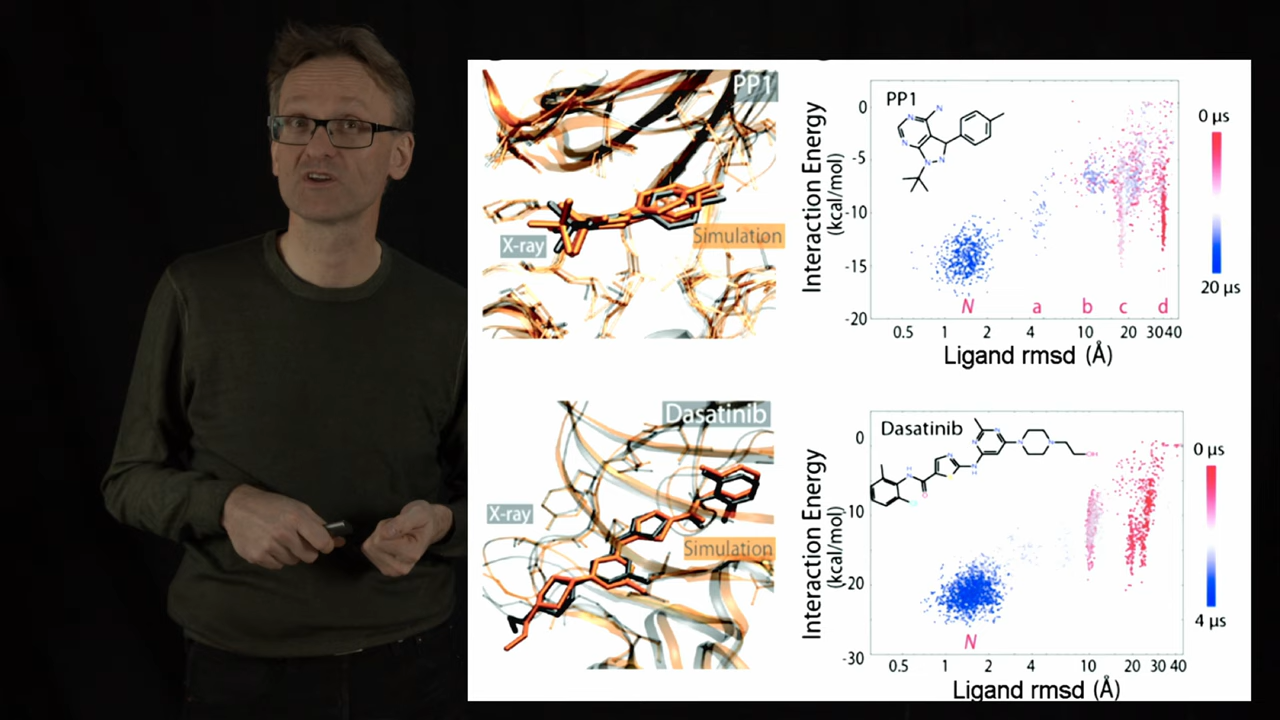 PP1
X-ray
Simulation
PP1
N
N
N
N
N
Interaction Energy
(kcal/mol)
0
-5
-10
-15
-20
N
a
b
c
d
0.5
1
2
4
10
20
30
40
Ligand rmsd (Å)
0 µs
20 µs
Dasatinib
X-ray
Simulation
Dasatinib
Interaction Energy
(kcal/mol)
0
10
20
-30
N
0.5
1
2
4
10
20
30
40
Ligand rmsd (Å)
0 µs
4 µs